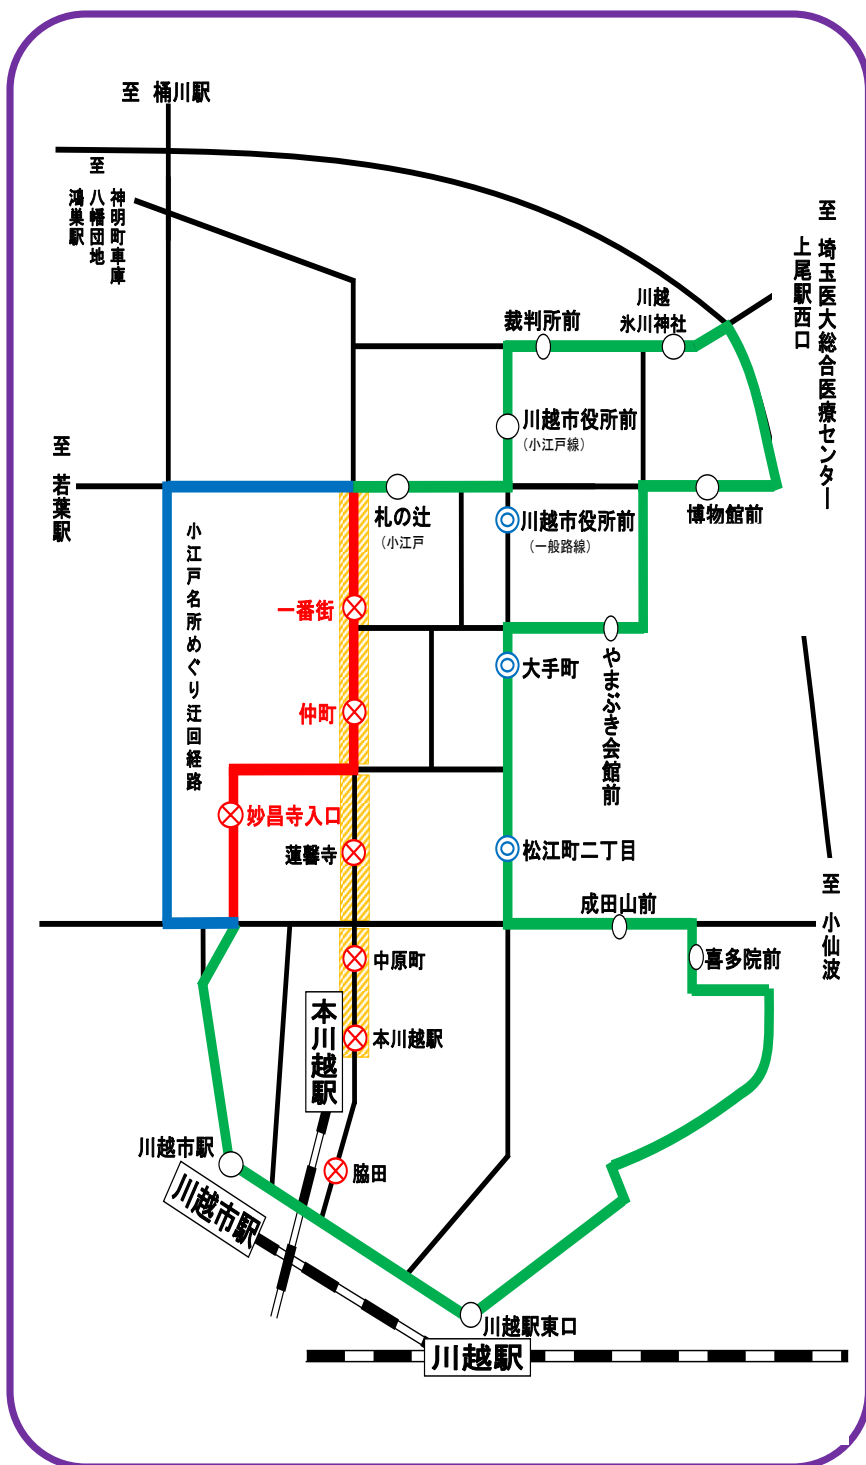 至 桶川駅
至
神明町車庫
八幡団地
鴻巣駅
至 埼玉医大総合医療センター
上尾駅西口
川越
氷川神社
裁判所前
川越市役所前
(小江戸線)
至 若葉駅
札の辻
(小江戸
川越市役所前
(一般路線)
博物館前
小江戸名所めぐり迂回経路
一番街
大手町
やまぶき会館前
仲町
妙昌寺入口
蓮馨寺
松江町二丁目
至 小仙波
成田山前
喜多院前
中原町
本川越駅
本川越駅
川越市駅
脇田
川越市駅
川越駅東口
川越駅